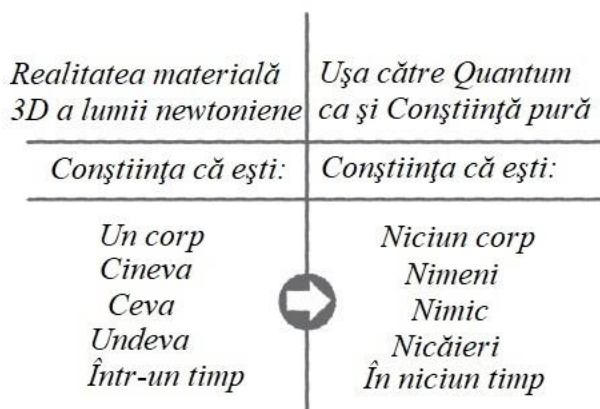 Realitatea materială
3D a lumii newtoniene
Uşa către Quantum
ca şi Conştiinţă pură
Conştiinţa că eşti:
Conştiinţa că eşti:
Un corp
Cineva
Ceva
Undeva
Într-un timp
Niciun corp
Nimeni
Nimic
Nicăieri
În niciun timp